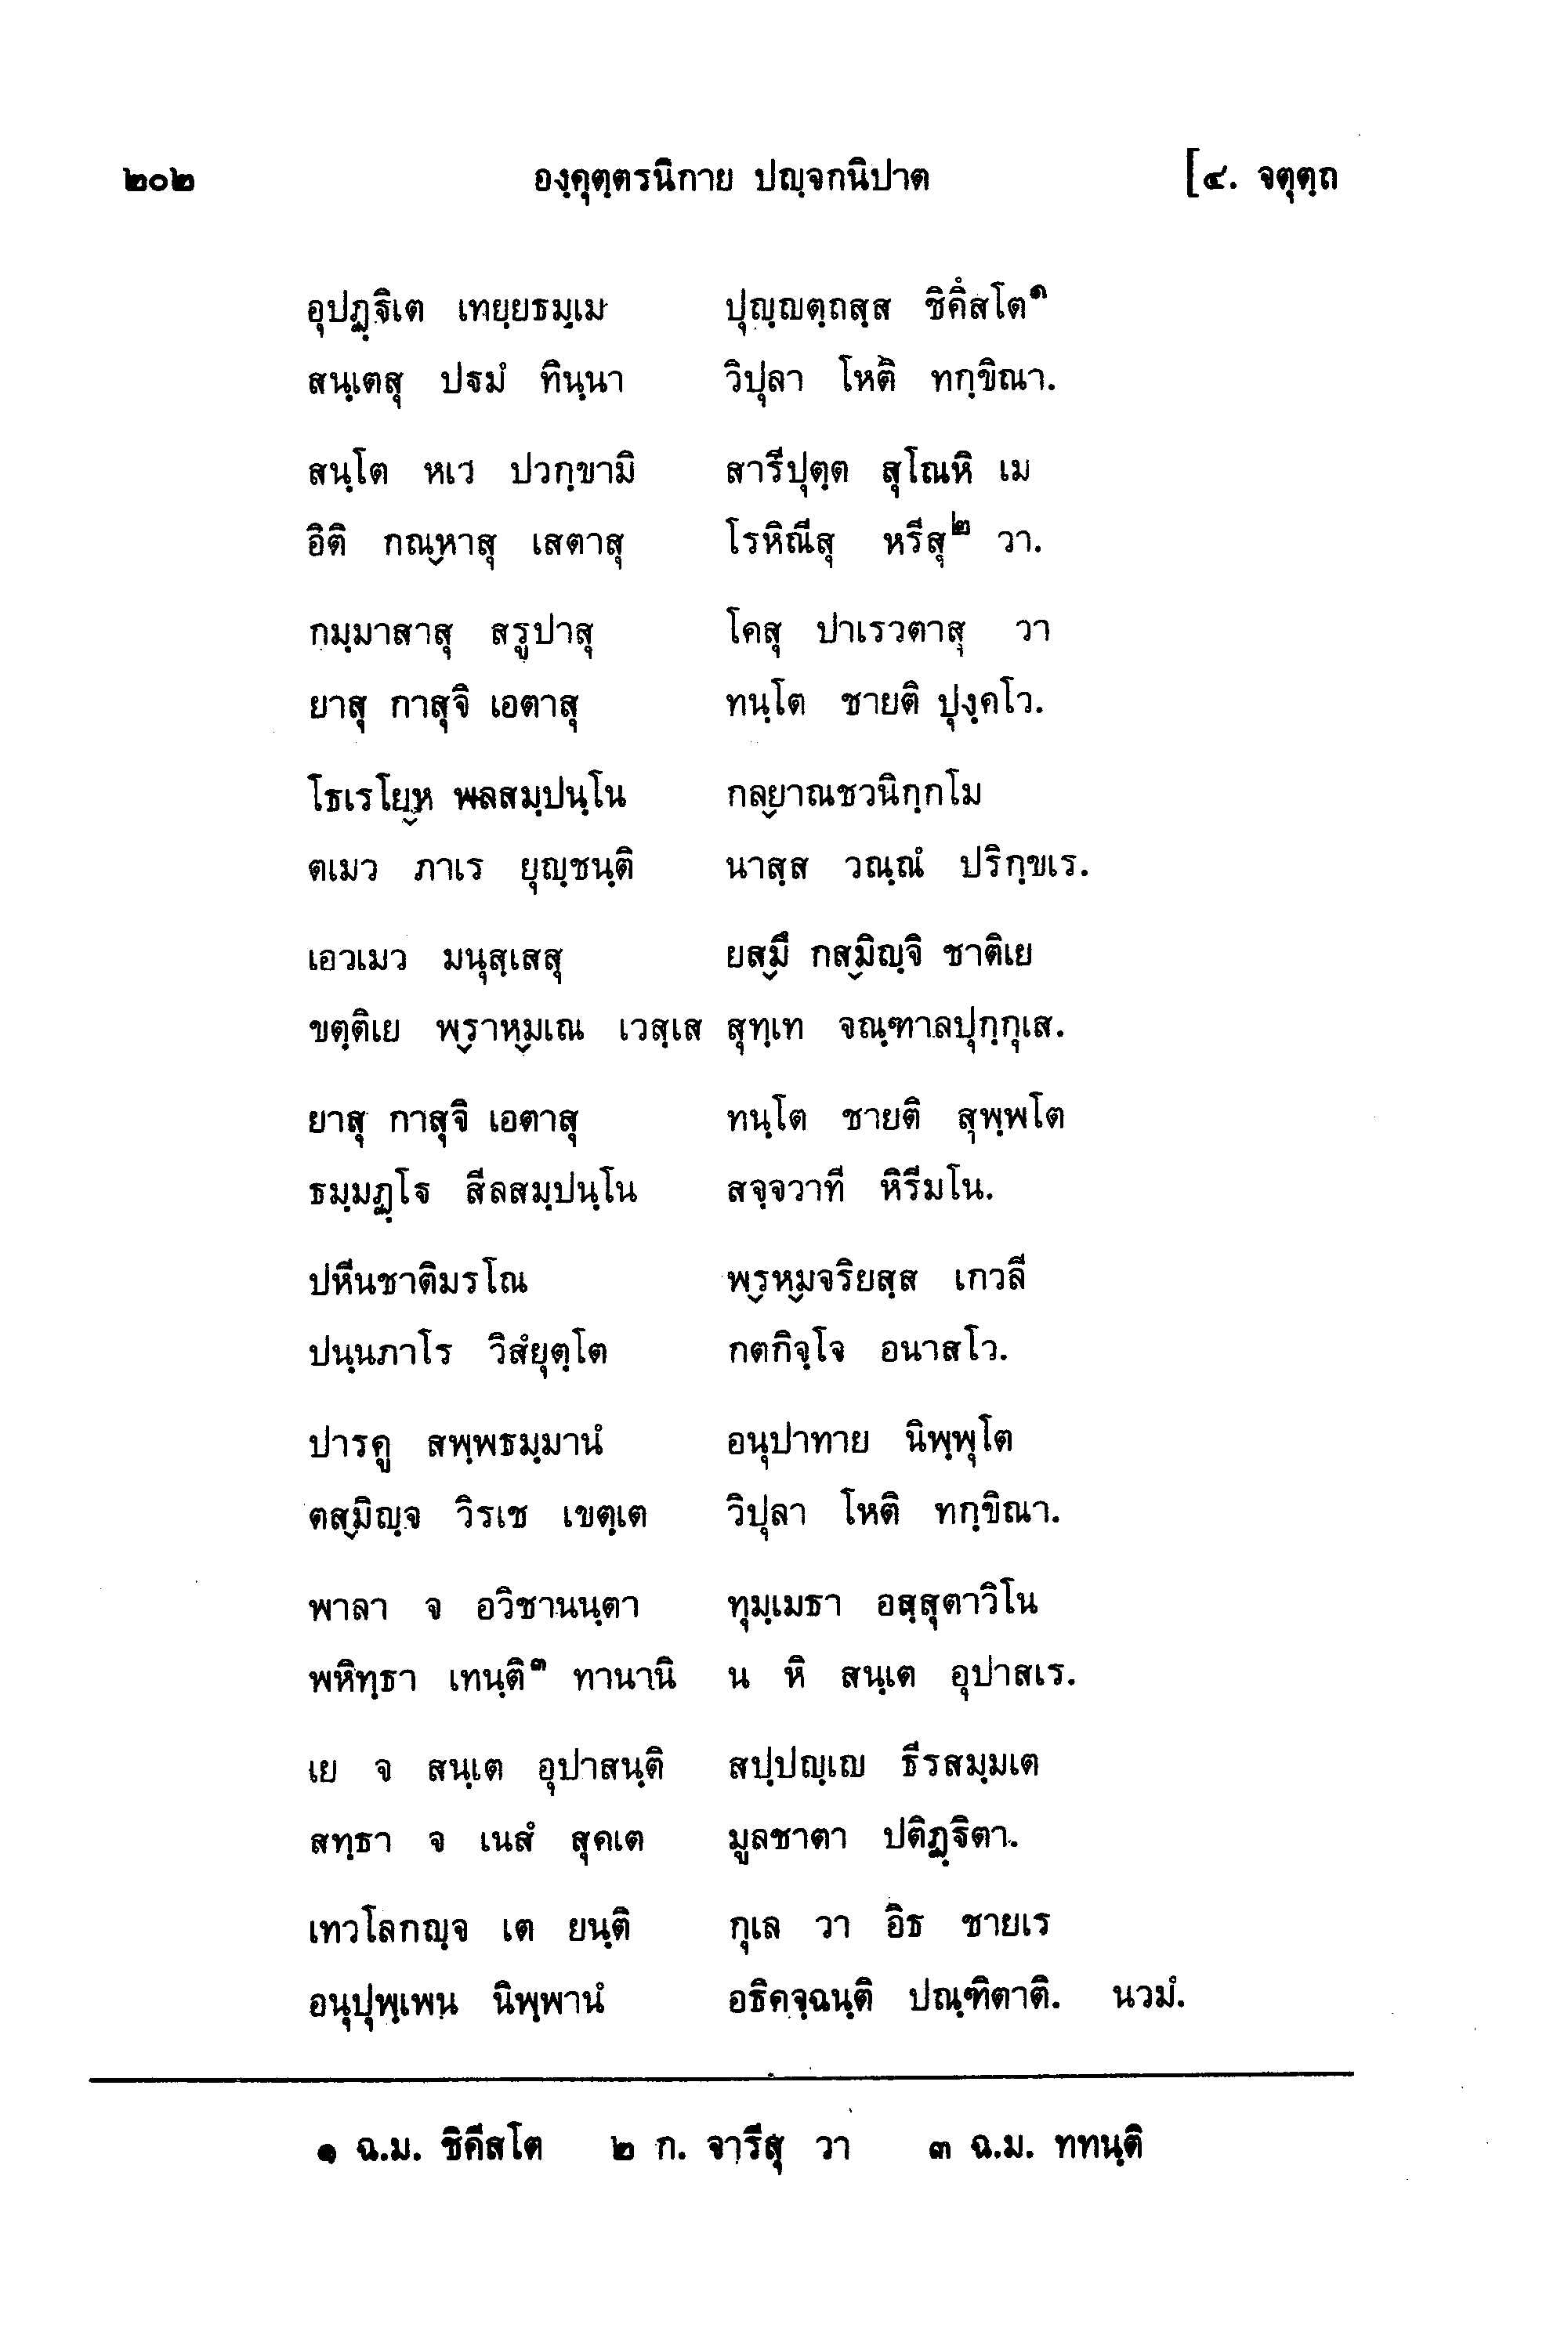 ๒๐๒ องฺคุตฺตรนิกาย ปญฺจกนิปาต [๔. จตุตฺถ
อุปฏฺฐิเต เทยฺยธมฺเม ปุญฺญตฺถสฺส ชิคึสโต๑
สนฺเตสุ ปฐมํ ทินฺนา วิปุลา โหติ ทกฺขิณา.
สนฺโต หเว ปวกฺขามิ สารีปุตฺต สุโณหิ เม
อิติ กณฺหาสุ เสตาสุ โรหิณีสุ หรีสุ๒ วา.
กมฺมาสาสุ สรูปาสุ โคสุ ปาเรวตาสุ วา
ยาสุ กาสุจิ เอตาสุ ทนฺโต ชายติ ปุงฺคโว.
โธเรโยฺห พลสมฺปนฺโน กลฺยาณชวนิกฺกโม
ตเมว ภาเร ยุญฺชนฺติ นาสฺส วณฺณํ ปริกฺขเร.
เอวเมว มนุสฺเสสุ ยสฺมึ กสฺมิญฺจิ ชาติเย
ขตฺติเย พฺราหฺมเณ เวสฺเส สุทฺเท จณฺฑาลปุกฺกุเส.
ยาสุ กาสุจิ เอตาสุ ทนฺโต ชายติ สุพฺพโต
ธมฺมฏฺโฐ สีลสมฺปนฺโน สจฺจวาที หิรีมโน.
ปหีนชาติมรโณ พฺรหฺมจริยสฺส เกวลี
ปนฺนภาโร วิสํยุตฺโต กตกิจฺโจ อนาสโว.
ปารคู สพฺพธมฺมานํ อนุปาทาย นิพฺพุโต
ตสฺมิญฺจ วิรเช เขตฺเต วิปุลา โหติ ทกฺขิณา.
พาลา จ อวิชานนฺตา ทุมฺเมธา อสฺสุตาวิโน
พหิทฺธา เทนฺติ๓ ทานานิ น หิ สนฺเต อุปาสเร.
เย จ สนฺเต อุปาสนฺติ สปฺปญฺเญ ธีรสมฺมเต
สทฺธา จ เนสํ สุคเต มูลชาตา ปติฏฺฐิตา.
เทวโลกญฺจ เต ยนฺติ กุเล วา อิธ ชายเร
อนุปุพฺเพน นิพฺพานํ อธิคจฺฉนฺติ ปณฺฑิตาติ. นวมํ.
๑ ฉ.ม. ชิคีสโต ๒ ก. จารีสุ วา ๓ ฉ.ม. ททนฺติ